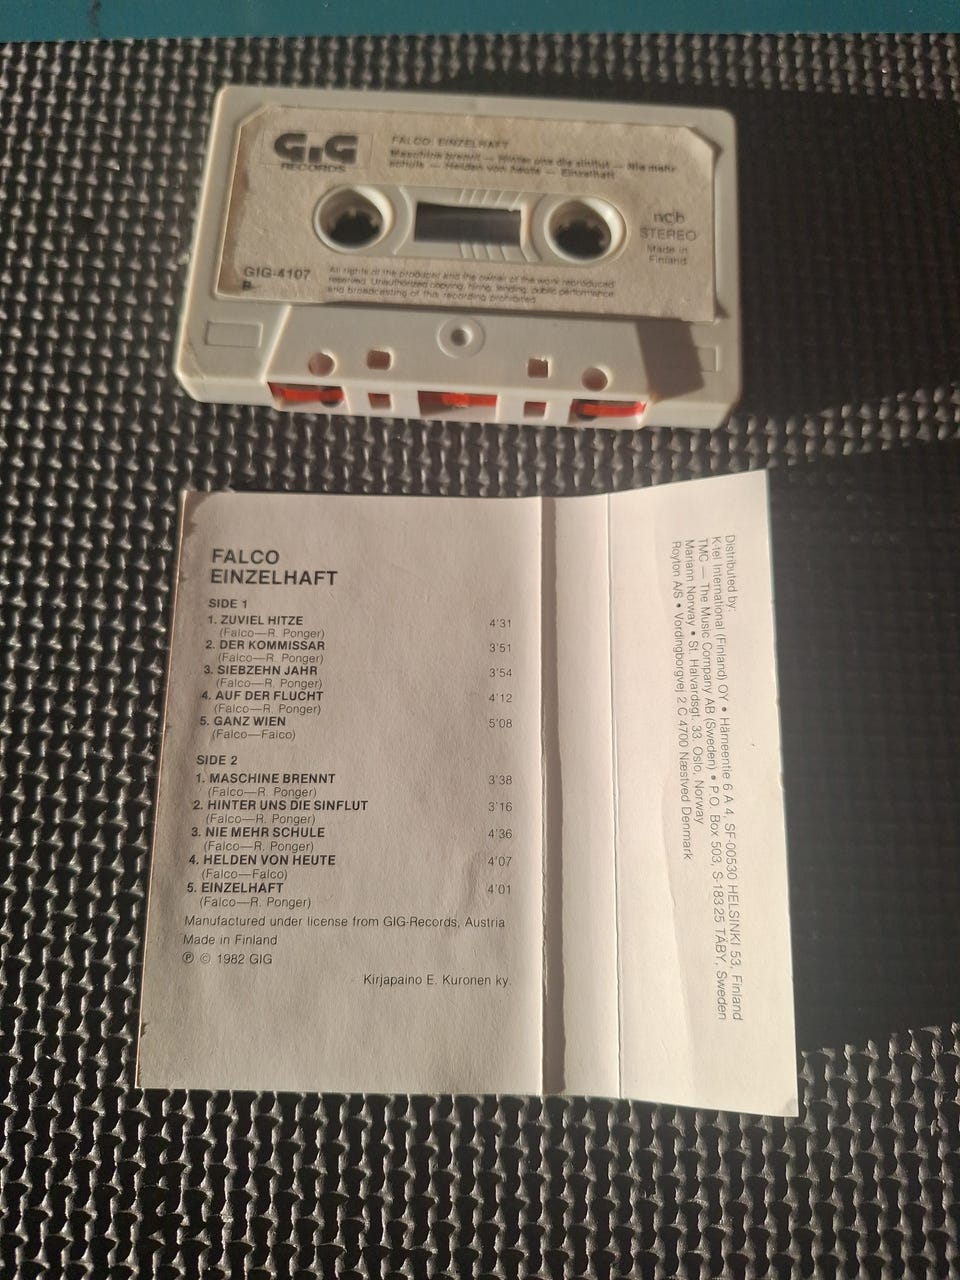 GiG
RECORDS
FALCO: EINZELHAFT
Maschine brennt — Hinter uns die sinflut — Nie mehr
schule — Helden von heute — Einzelhaft
ncb
STEREO
Made in
Finland
GIG-4107
B
All rights of the producer and the owner of the work reproduced
reserved. Unauthorized copying, hiring, lending, public performance
and broadcasting of this recording prohibited.
FALCO
EINZELHAFT
SIDE 1
1. ZUVIEL HITZE 4'31
(Falco—R. Ponger)
2. DER KOMMISSAR 3'51
(Falco—R. Ponger)
3. SIEBZEHN JAHR 3'54
(Falco—R. Ponger)
4. AUF DER FLUCHT 4'12
(Falco—R. Ponger)
5. GANZ WIEN 5'08
(Falco—Falco)
SIDE 2
1. MASCHINE BRENNT 3'38
(Falco—R. Ponger)
2. HINTER UNS DIE SINFLUT 3'16
(Falco—R. Ponger)
3. NIE MEHR SCHULE 4'36
(Falco—R. Ponger)
4. HELDEN VON HEUTE 4'07
(Falco—Falco)
5. EINZELHAFT 4'01
(Falco—R. Ponger)
Manufactured under license from GIG-Records, Austria
Made in Finland
℗ © 1982 GIG
Kirjapaino E. Kuronen ky.
Distributed by:
K-tel International (Finland) OY • Hämeentie 6 A 4, SF-00530 HELSINKI 53, Finland
TMC — The Music Company AB (Sweden) • P.O. Box 503, S-183 25 TÄBY, Sweden
Mariann Norway • St. Halvardsgt. 33, Oslo, Norway
Royton A/S • Vordingborgvej 2 C 4700 Næstved Denmark